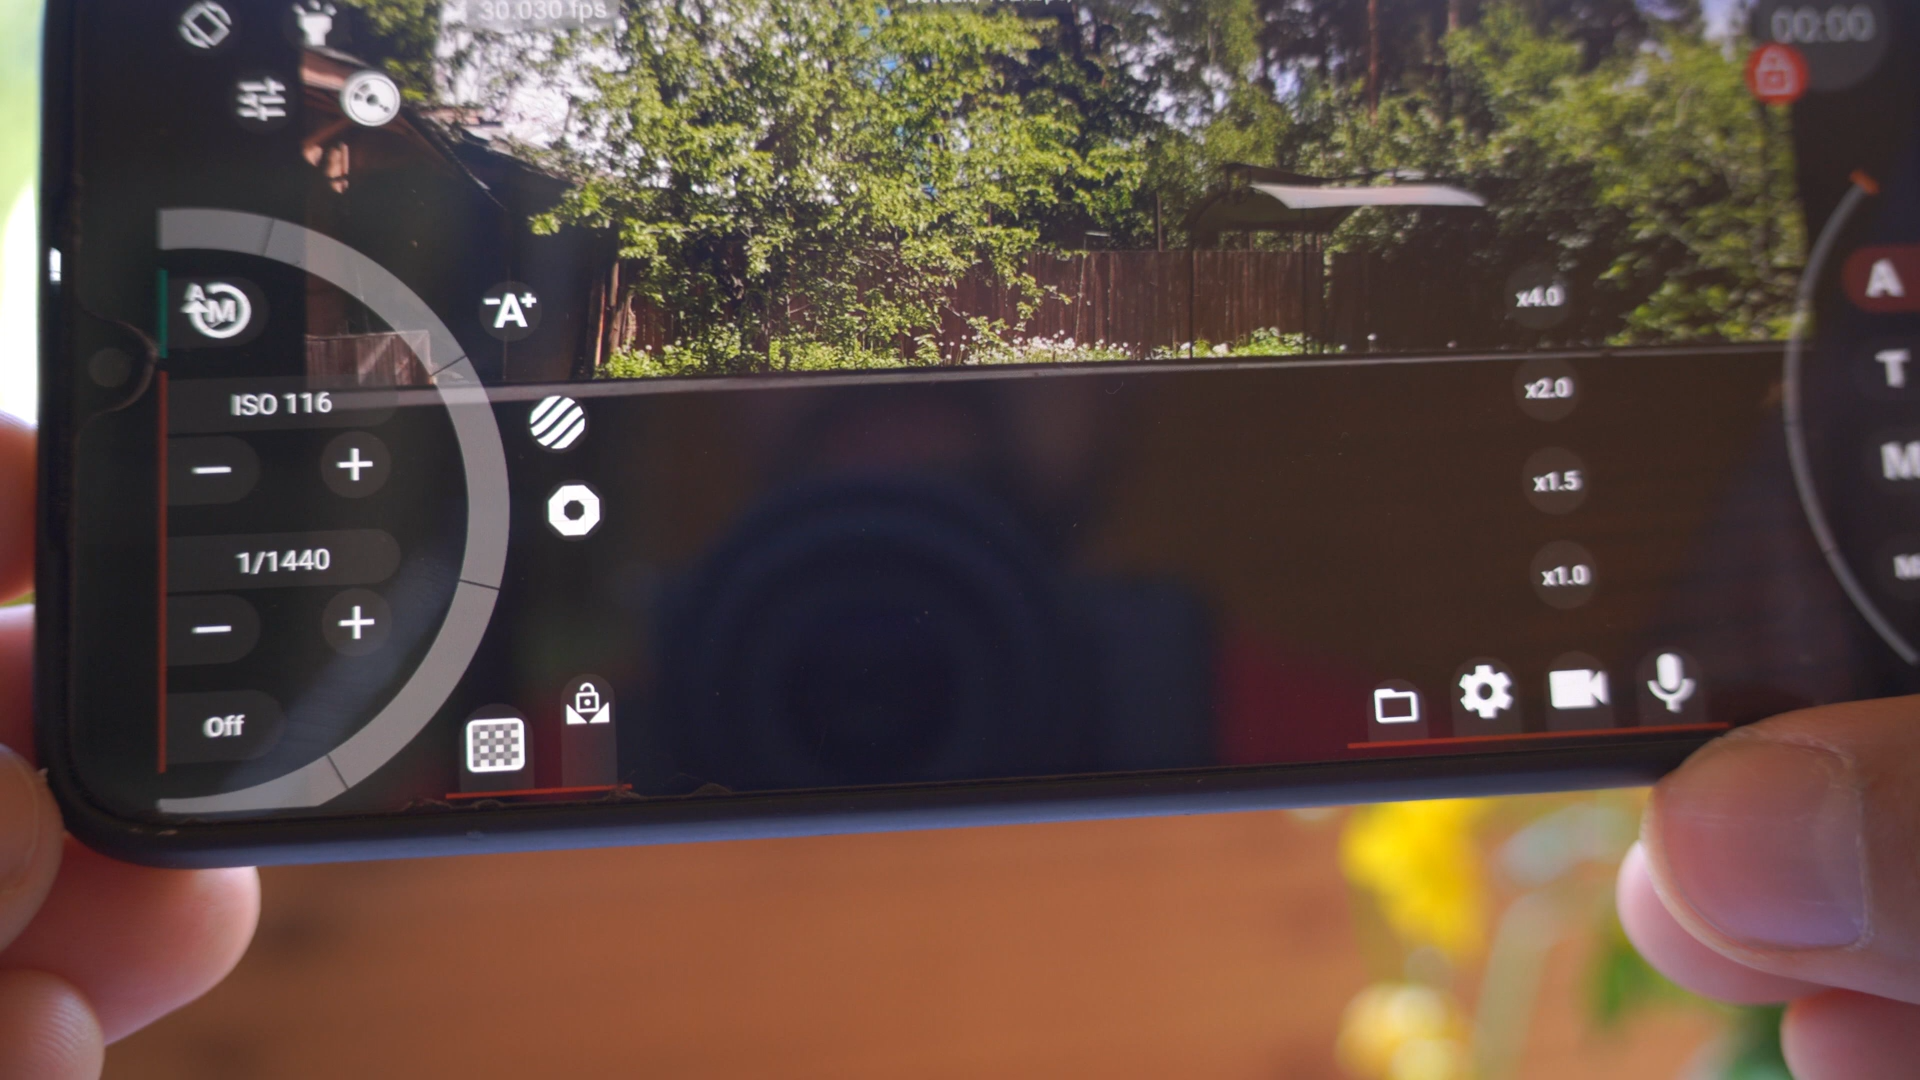 30.030 fps
00:00
A
M
-A+
x4.0
A
ISO 116
x2.0
T
− +
x1.5
M
1/1440
x1.0
M
− +
Off